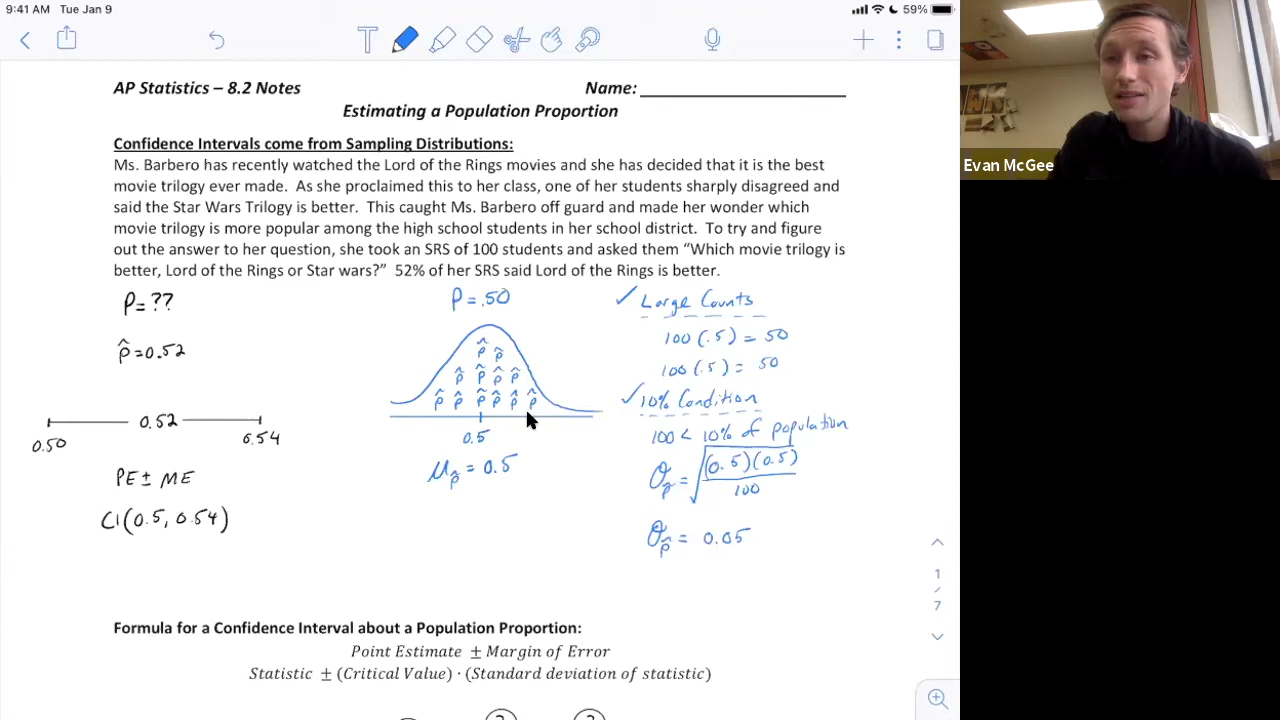 9:41 AM Tue Jan 9
59%
AP Statistics – 8.2 Notes
Name:
Estimating a Population Proportion
Confidence Intervals come from Sampling Distributions:
Ms. Barbero has recently watched the Lord of the Rings movies and she has decided that it is the best
movie trilogy ever made. As she proclaimed this to her class, one of her students sharply disagreed and
said the Star Wars Trilogy is better. This caught Ms. Barbero off guard and made her wonder which
movie trilogy is more popular among the high school students in her school district. To try and figure
out the answer to her question, she took an SRS of 100 students and asked them “Which movie trilogy is
better, Lord of the Rings or Star wars?” 52% of her SRS said Lord of the Rings is better.
P = ??
p̂ = 0.52
0.52
0.50
0.54
PE ± ME
CI (0.5, 0.54)
P = .50
p̂
p̂
p̂ p̂ p̂ p̂
p̂ p̂ p̂ p̂ p̂ p̂
0.5
μp̂ = 0.5
✓ Large Counts
100 (.5) = 50
100 (.5) = 50
✓ 10% Condition
100 < 10% of population
σp̂ = √(0.5)(0.5)
100
σp̂ = 0.05
Formula for a Confidence Interval about a Population Proportion:
Point Estimate ± Margin of Error
Statistic ± (Critical Value) · (Standard deviation of statistic)
1
/
7
Evan McGee